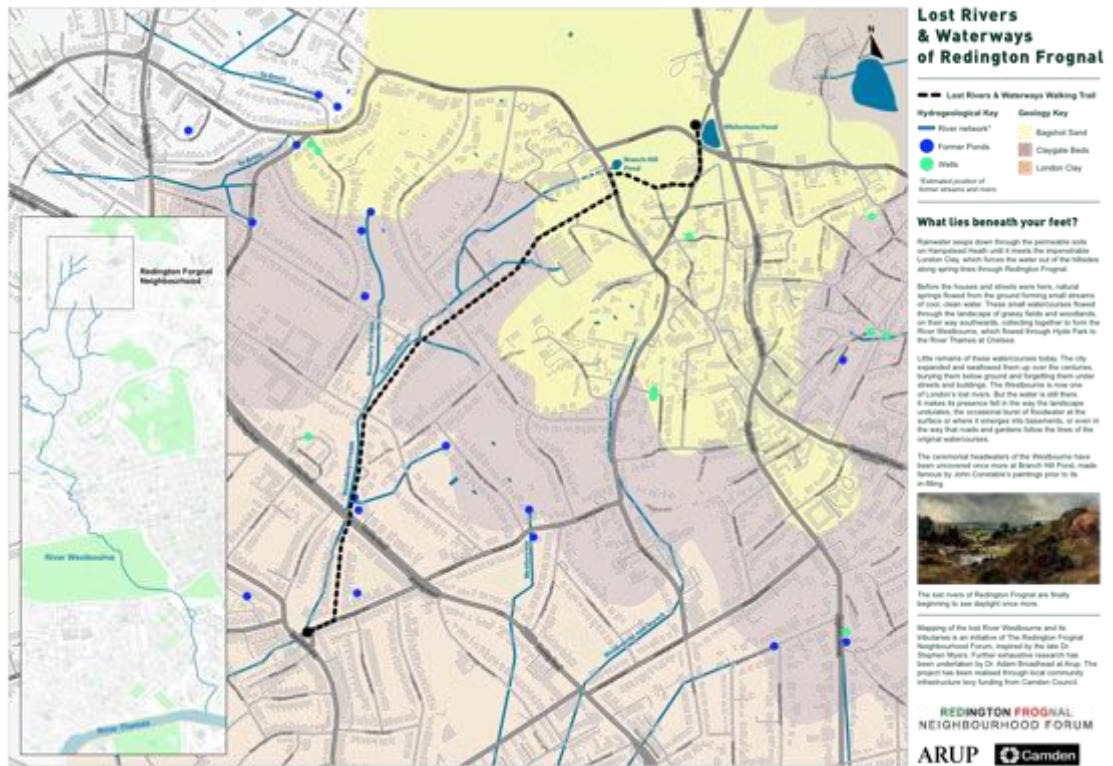 Lost Rivers
& Waterways
of Redington Frognal
Lost Rivers & Waterways Walking Trail
Hydrogeological Key
River network*
Former Ponds
Wells
*Estimated position of
former streams and rivers
Geology Key
Bagshot Sand
Claygate Beds
London Clay
What lies beneath your feet?
Rainwater seeps down through the permeable soils
on Hampstead Heath until it meets the impermeable
London Clay, which forces the water out of the hillsides
along spring-lines through Redington Frognal.
Before the houses and streets were here, natural
springs flowed from the ground forming small streams
of cool, clean water. These small watercourses flowed
through the landscape of grassy fields and woodlands,
on their way southwards, collecting together to form the
River Westbourne, which flowed through Hyde Park to
the River Thames at Chelsea.
Little remains of these watercourses today. The city
expanded and swallowed them up over the centuries,
burying them below ground and forgetting them under
streets and buildings. The Westbourne is now one
of London's lost rivers. But the water is still there.
It makes its presence felt in the way the landscape
undulates, the occasional burst of floodwater at the
surface or where it emerges into basements, or even in
the way that roads and gardens follow the lines of the
original watercourses.
The ceremonial headwaters of the Westbourne have
been uncovered once more at Branch Hill Pond, made
famous by John Constable's paintings prior to its
in-filling.
The lost rivers of Redington Frognal are finally
beginning to see daylight once more.
Mapping of the lost River Westbourne and its
tributaries is an initiative of The Redington Frognal
Neighbourhood Forum, inspired by the late Dr.
Stephen Myers. Further exhaustive research has
been undertaken by Dr. Adam Broadhead at Arup. The
project has been realised through local community
infrastructure levy funding from Camden Council.
REDINGTON FROGNAL
NEIGHBOURHOOD FORUM
ARUP
Camden
N
Whitestone Pond
Branch Hill
Pond
To Brent
To Brent
Redington Forgnal
Neighbourhood
River Westbourne
River Thames